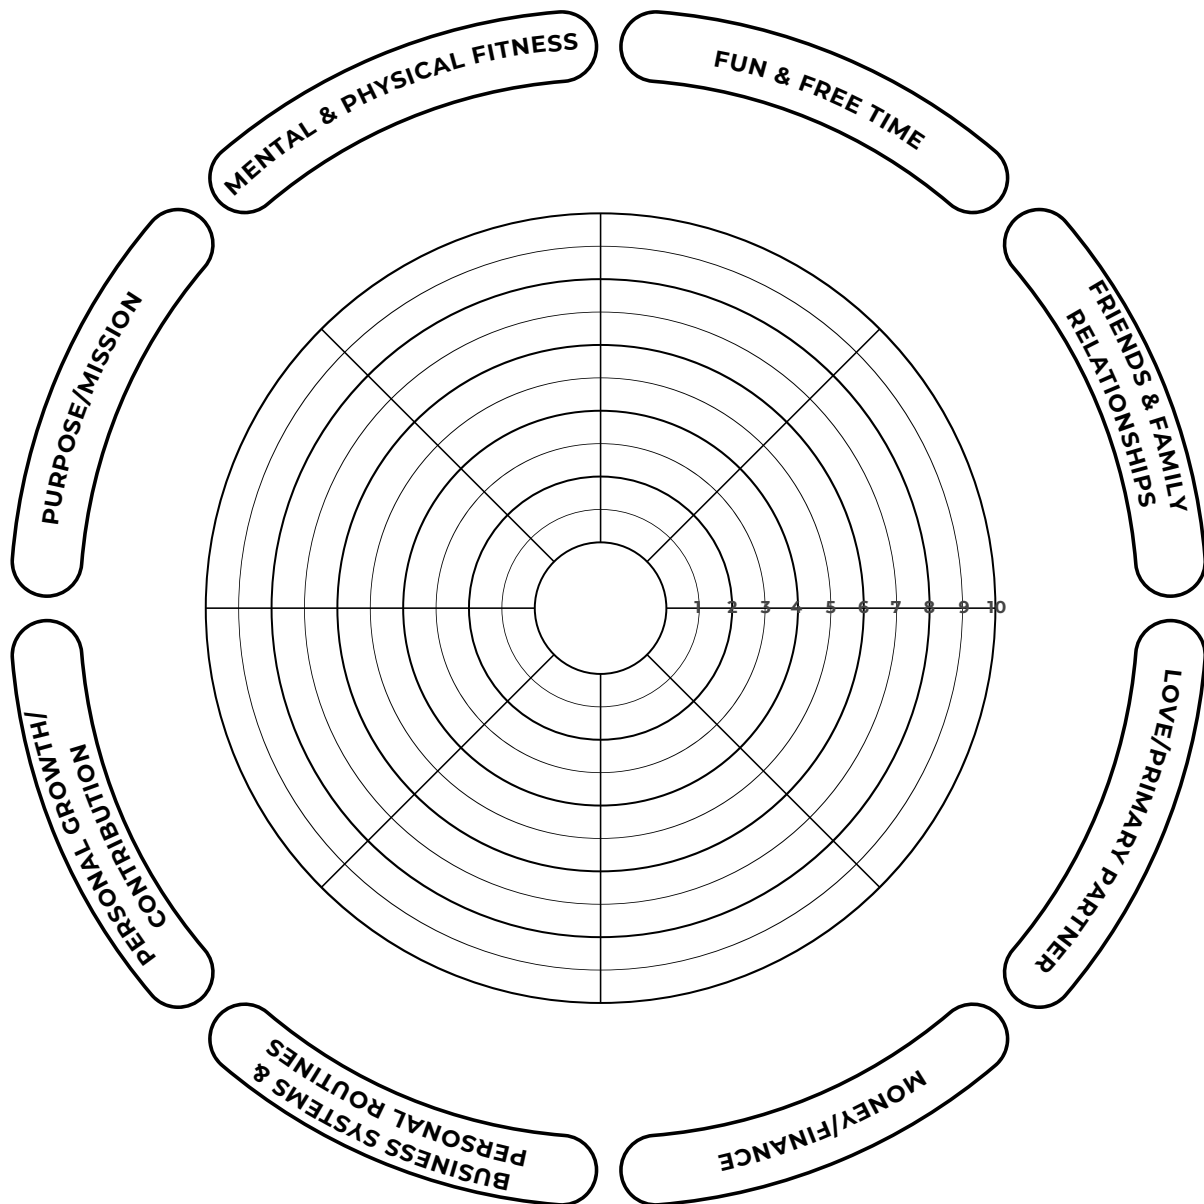 MENTAL & PHYSICAL FITNESS
FUN & FREE TIME
FRIENDS & FAMILY
RELATIONSHIPS
LOVE/PRIMARY PARTNER
MONEY/FINANCE
BUSINESS SYSTEMS &
PERSONAL ROUTINES
PERSONAL GROWTH/
CONTRIBUTION
PURPOSE/MISSION
1 2 3 4 5 6 7 8 9 10